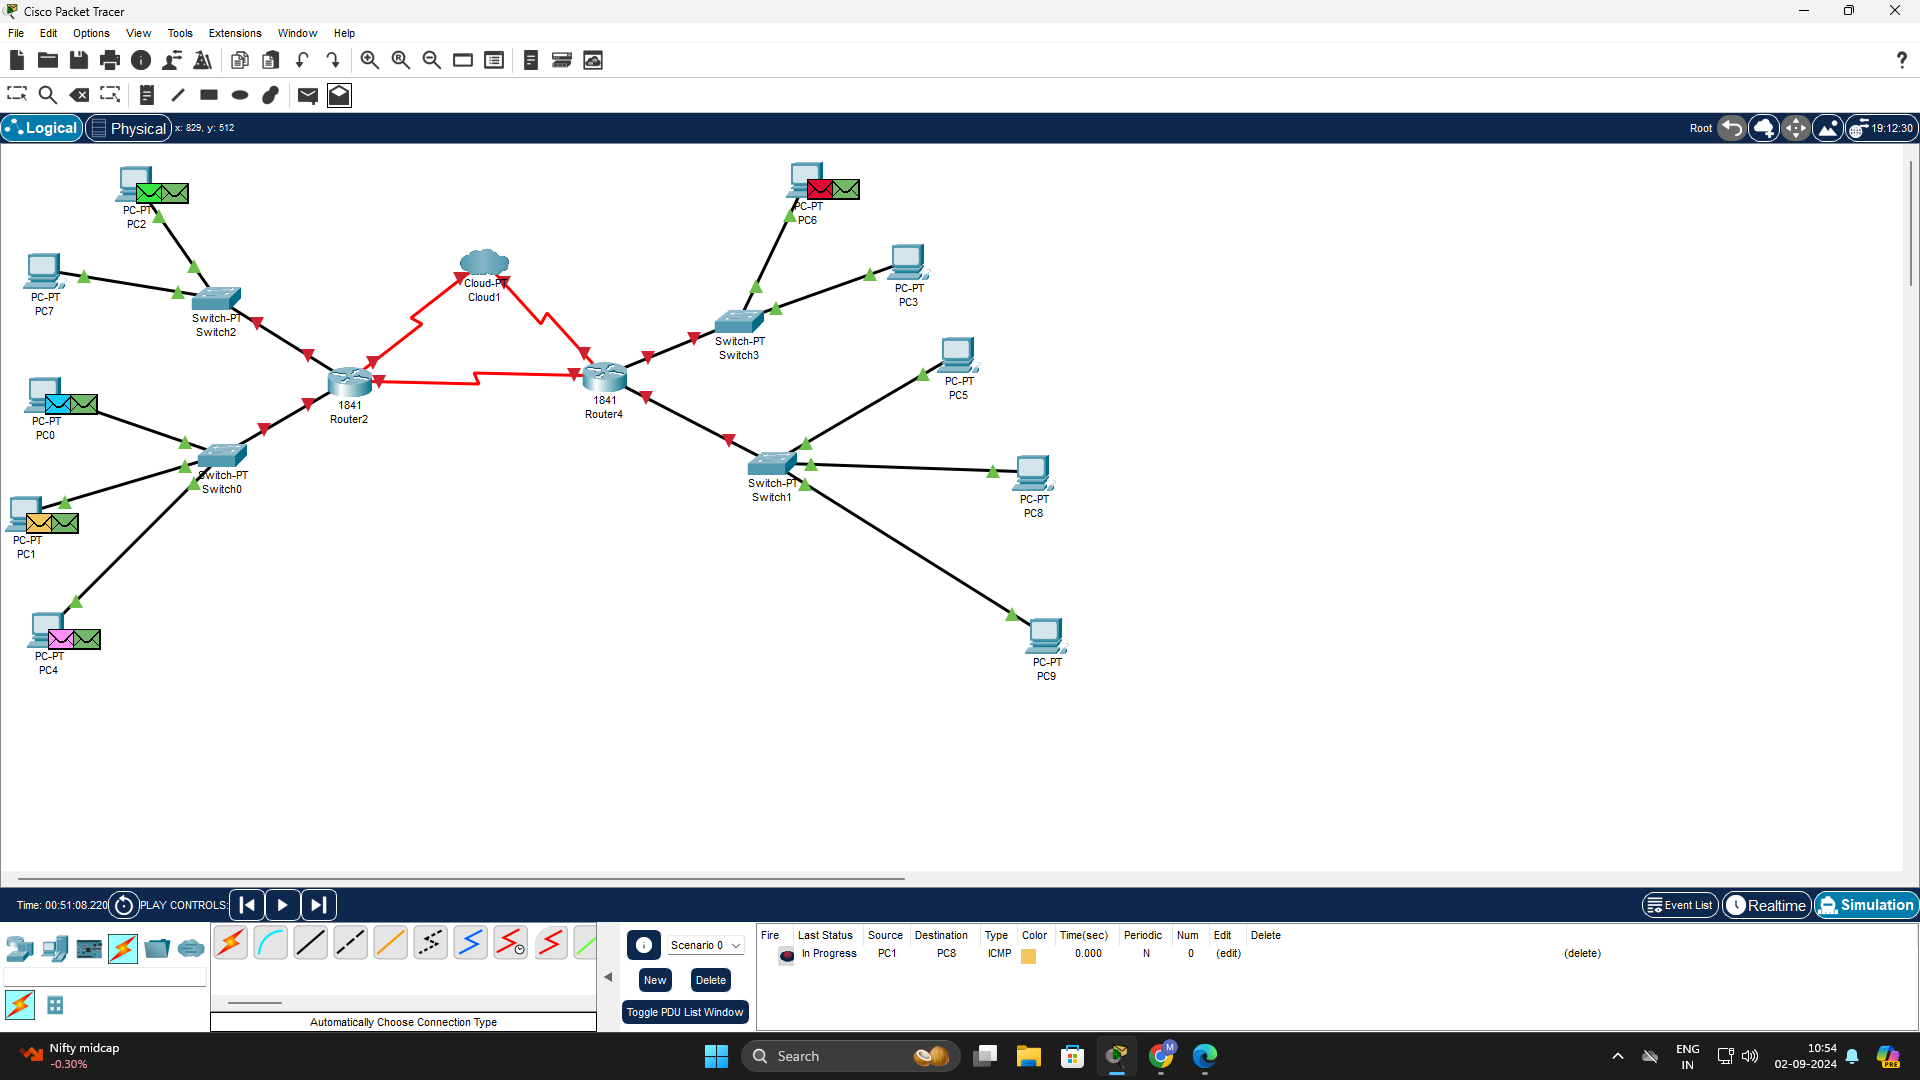 Cisco Packet Tracer
File Edit Options View Tools Extensions Window Help
Logical Physical x: 829, y: 512 Root 19:12:30
PC-PT
PC2
PC-PT
PC7
Switch-PT
Switch2
PC-PT
PC0
Switch-PT
Switch0
PC-PT
PC1
PC-PT
PC4
1841
Router2
Cloud-PT
Cloud1
1841
Router4
PC-PT
PC6
PC-PT
PC3
Switch-PT
Switch3
PC-PT
PC5
Switch-PT
Switch1
PC-PT
PC8
PC-PT
PC9
Time: 00:51:08.220 PLAY CONTROLS: Event List Realtime Simulation
Scenario 0
New Delete
Toggle PDU List Window
Fire Last Status Source Destination Type Color Time(sec) Periodic Num Edit Delete
In Progress PC1 PC8 ICMP 0.000 N 0 (edit) (delete)
Automatically Choose Connection Type
Nifty midcap
-0.30%
Search
M
PRE
ENG
IN
10:54
02-09-2024